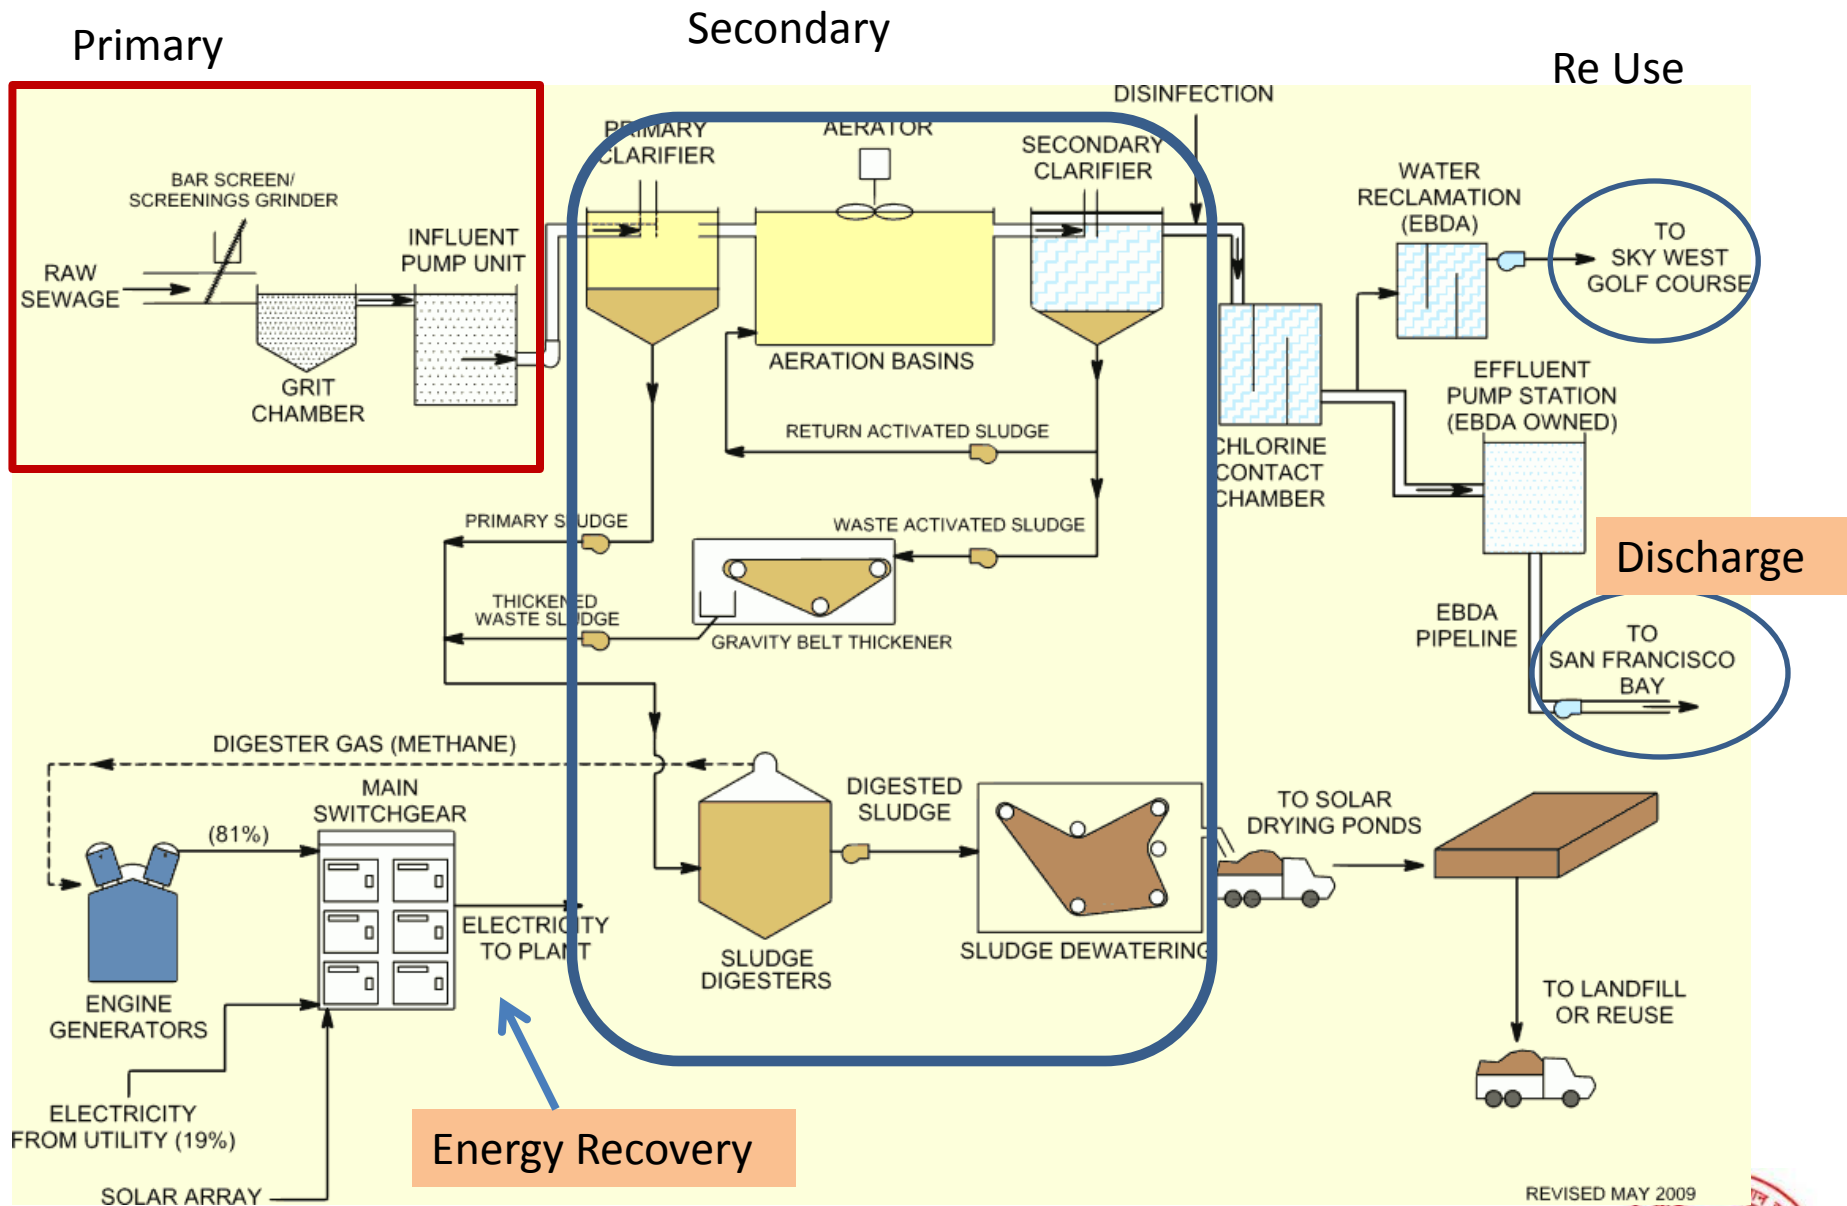 Primary
Secondary
Re Use
DISINFECTION
PRIMARY
CLARIFIER
AERATOR
SECONDARY
CLARIFIER
WATER
RECLAMATION
(EBDA)
BAR SCREEN/
SCREENINGS GRINDER
INFLUENT
PUMP UNIT
RAW
SEWAGE
TO
SKY WEST
GOLF COURSE
GRIT
CHAMBER
AERATION BASINS
EFFLUENT
PUMP STATION
(EBDA OWNED)
RETURN ACTIVATED SLUDGE
CHLORINE
CONTACT
CHAMBER
PRIMARY SLUDGE
WASTE ACTIVATED SLUDGE
Discharge
THICKENED
WASTE SLUDGE
GRAVITY BELT THICKENER
EBDA
PIPELINE
TO
SAN FRANCISCO
BAY
DIGESTER GAS (METHANE)
MAIN
SWITCHGEAR
(81%)
DIGESTED
SLUDGE
TO SOLAR
DRYING PONDS
ELECTRICITY
TO PLANT
SLUDGE
DIGESTERS
SLUDGE DEWATERING
ENGINE
GENERATORS
TO LANDFILL
OR REUSE
ELECTRICITY
FROM UTILITY (19%)
Energy Recovery
SOLAR ARRAY
REVISED MAY 2009